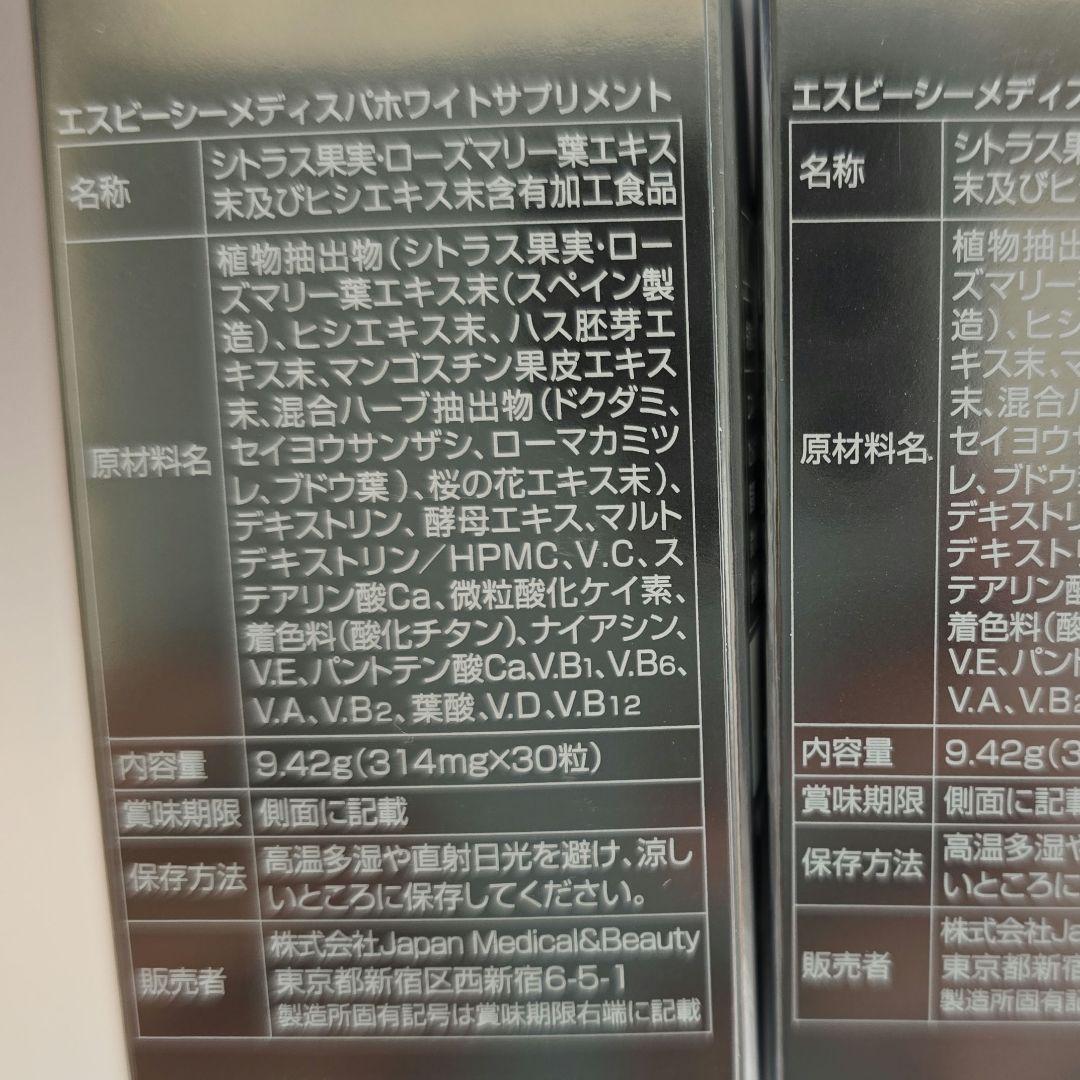 エスビーシーメディスパホワイトサプリメント
名称
シトラス果実・ローズマリー葉エキス
末及びヒシエキス末含有加工食品
原材料名
植物抽出物(シトラス果実・ロー
ズマリー葉エキス末(スペイン製
造)、ヒシエキス末、ハス胚芽エ
キス末、マンゴスチン果皮エキス
末、混合ハーブ抽出物(ドクダミ、
セイヨウサンザシ、ローマカミツ
レ、ブドウ葉)、桜の花エキス末)、
デキストリン、酵母エキス、マルト
デキストリン/HPMC、V.C、ス
テアリン酸Ca、微粒酸化ケイ素、
着色料(酸化チタン)、ナイアシン、
V.E、パントテン酸Ca、V.B1、V.B6、
V.A、V.B2、葉酸、V.D、V.B12
内容量
9.42g(314mg×30粒)
賞味期限
側面に記載
保存方法
高温多湿や直射日光を避け、涼し
いところに保存してください。
販売者
株式会社Japan Medical&Beauty
東京都新宿区西新宿6-5-1
製造所固有記号は賞味期限右端に記載
エスビーシーメディス
名称
シトラス果
末及びヒ
原材料名
植物抽出
ズマリー
造)、ヒシ
キス末、マ
末、混合ハ
セイヨウサ
レ、ブドウ
デキストリ
デキスト
テアリン酸
着色料(酸
V.E、パント
V.A、V.B2
内容量
9.42g(3
賞味期限
側面に記載
保存方法
高温多湿や
いところに
販売者
株式会社Ja
東京都新宿
製造所固有記